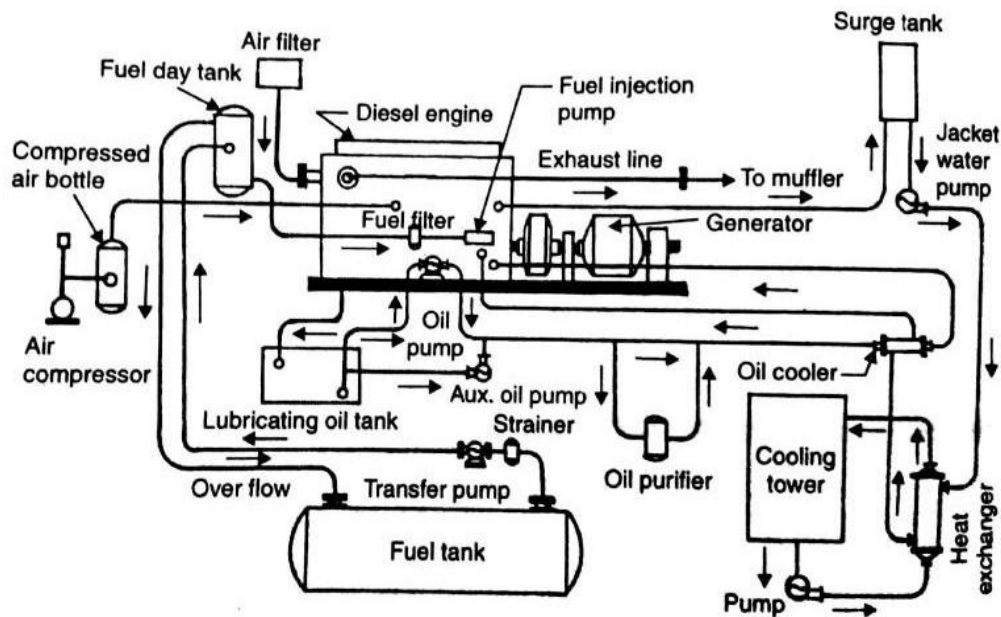 Surge tank
Air filter
Fuel day tank
Diesel engine
Fuel injection
pump
Jacket
water
pump
Compressed
air bottle
Exhaust line
To muffler
Fuel filter
Generator
Air
compressor
Oil
pump
Oil cooler
Aux. oil pump
Lubricating oil tank
Strainer
Cooling
tower
Over flow
Transfer pump
Oil purifier
Heat
exchanger
Fuel tank
Pump